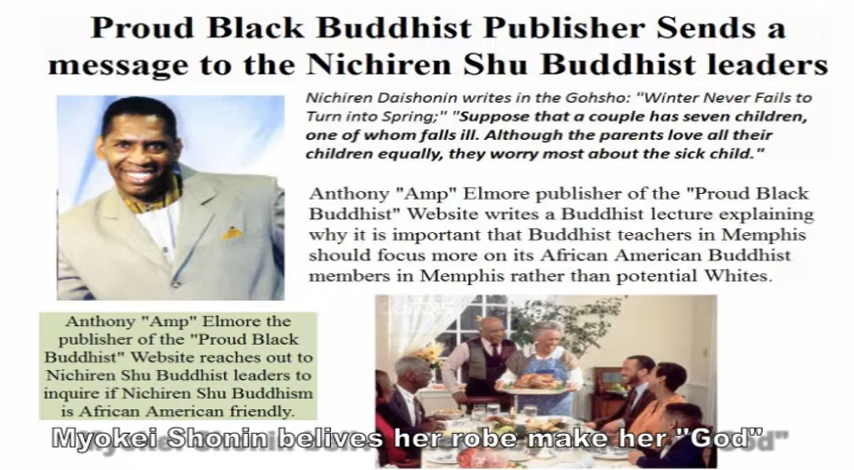 Proud Black Buddhist Publisher Sends a
message to the Nichiren Shu Buddhist leaders
Nichiren Daishonin writes in the Gohsho: "Winter Never Fails to
Turn into Spring;" "Suppose that a couple has seven children,
one of whom falls ill. Although the parents love all their
children equally, they worry most about the sick child."
Anthony "Amp" Elmore publisher of the "Proud Black
Buddhist" Website writes a Buddhist lecture explaining
why it is important that Buddhist teachers in Memphis
should focus more on its African American Buddhist
members in Memphis rather than potential Whites.
Anthony "Amp" Elmore the
publisher of the "Proud Black
Buddhist" Website reaches out to
Nichiren Shu Buddhist leaders to
inquire if Nichiren Shu Buddhism
is African American friendly.
Myokei Shonin belives her robe make her "God"